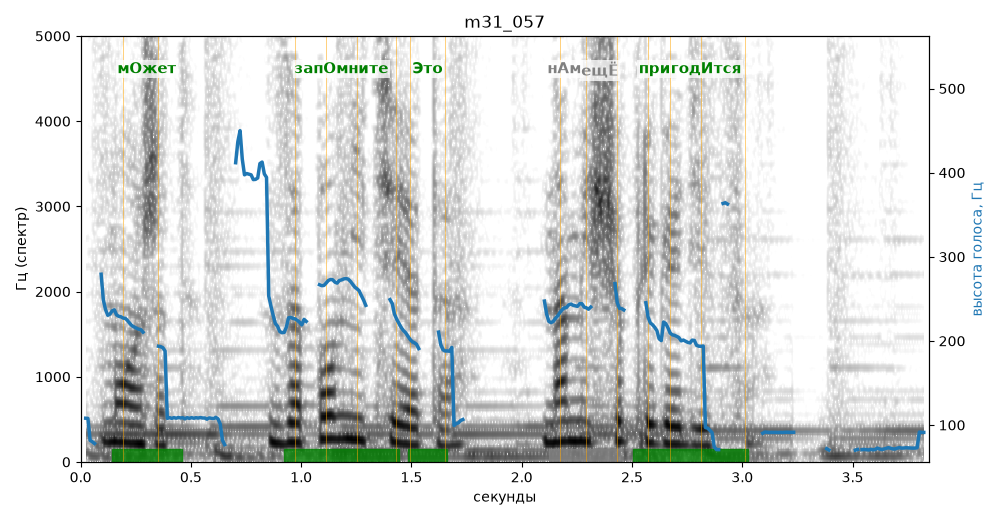 m31_057
5000
4000
3000
2000
1000
0
Гц (спектр)
мОжет
запОмните
Это
нАмещЁ
пригодИтся
500
400
300
200
100
высота голоса, Гц
0.0 0.5 1.0 1.5 2.0 2.5 3.0 3.5
секунды